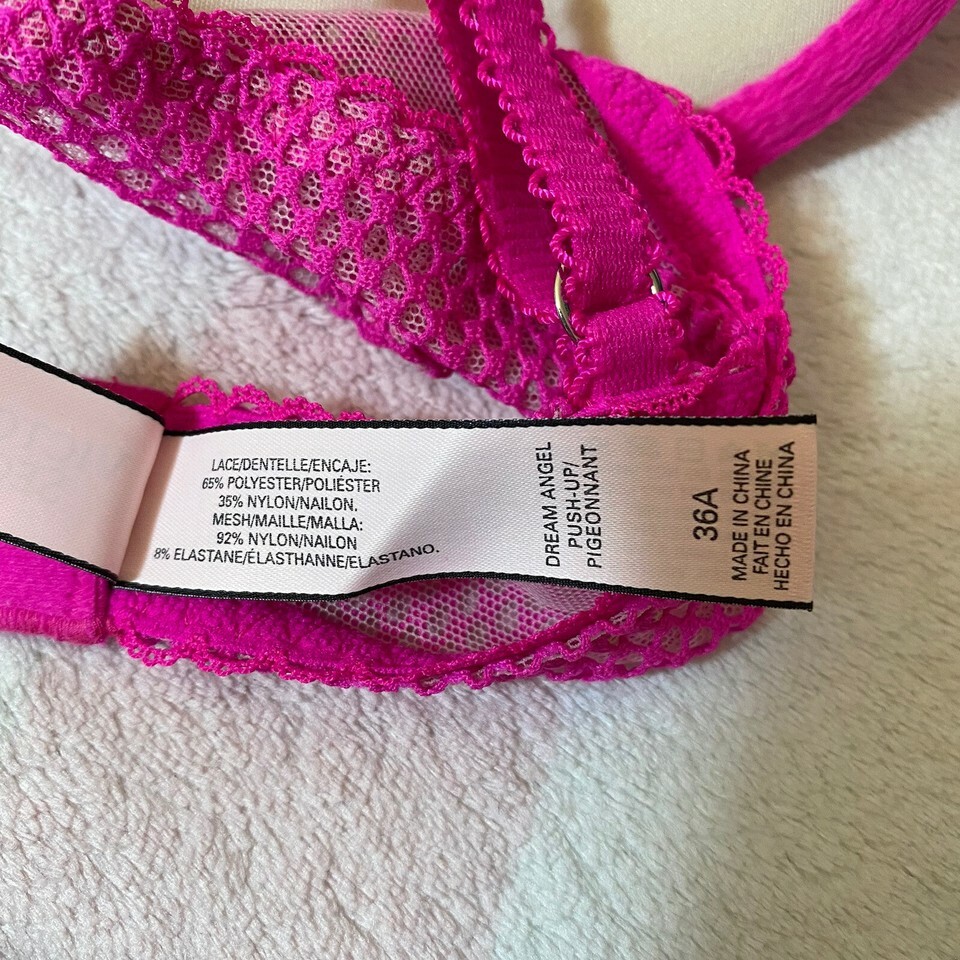 LACE/DENTELLE/ENCAJE:
65% POLYESTER/POLIÉSTER
35% NYLON/NAILON.
MESH/MAILLE/MALLA:
92% NYLON/NAILON
8% ELASTANE/ÉLASTHANNE/ELASTANO.
DREAM ANGEL
PUSH-UP/
PIGEONNANT
36A
MADE IN CHINA
FAIT EN CHINE
HECHO EN CHINA